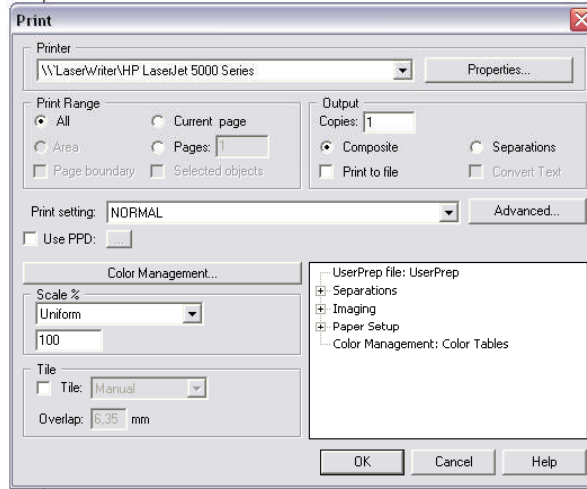 Print
Printer
\\'LaserWriter\HP LaserJet 5000 Series
Properties...
Print Range
All
Current page
Area
Pages: 1
Page boundary
Selected objects
Output
Copies: 1
Composite
Separations
Print to file
Convert Text
Print setting: NORMAL
Advanced...
Use PPD: ...
Color Management...
Scale %
Uniform
100
Tile
Tile: Manual
Overlap: 6,35 mm
UserPrep file: UserPrep
Separations
Imaging
Paper Setup
Color Management: Color Tables
OK
Cancel
Help